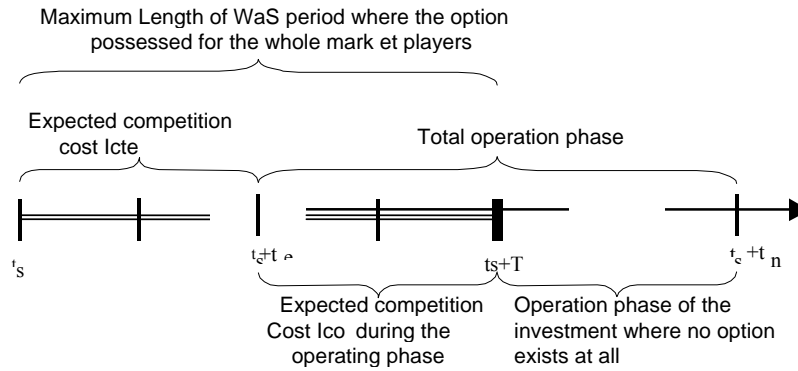 Maximum Length of WaS period where the option
possessed for the whole mark et players
Expected competition
cost Icte
Total operation phase
ts
ts+t e
ts+T
ts +t n
Expected competition
Cost Ico during the
operating phase
Operation phase of the
investment where no option
exists at all